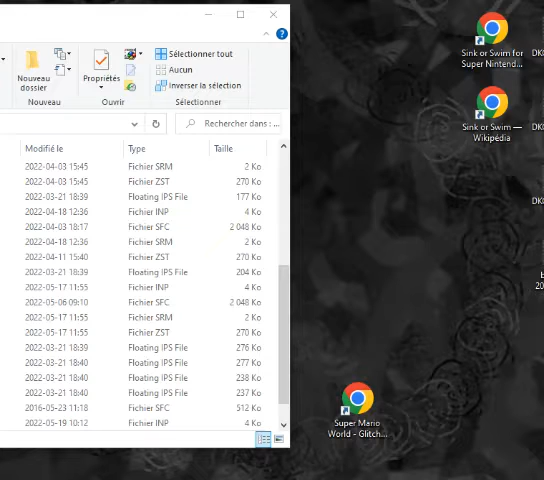 Sélectionner tout
Aucun
Inverser la sélection
Nouveau
dossier
Propriétés
Nouveau
Ouvrir
Sélectionner
Rechercher dans : ...
Modifié le Type Taille
2022-04-03 15:45 Fichier SRM 2 Ko
2022-04-03 15:45 Fichier ZST 270 Ko
2022-03-21 18:39 Floating IPS File 177 Ko
2022-04-18 12:36 Fichier INP 4 Ko
2022-04-03 18:17 Fichier SFC 2 048 Ko
2022-04-18 12:36 Fichier SRM 2 Ko
2022-04-11 15:40 Fichier ZST 270 Ko
2022-03-21 18:39 Floating IPS File 204 Ko
2022-05-17 11:55 Fichier INP 4 Ko
2022-05-06 09:10 Fichier SFC 2 048 Ko
2022-05-17 11:55 Fichier SRM 2 Ko
2022-05-17 11:55 Fichier ZST 270 Ko
2022-03-21 18:39 Floating IPS File 276 Ko
2022-03-21 18:40 Floating IPS File 277 Ko
2022-03-21 18:40 Floating IPS File 238 Ko
2022-03-21 18:40 Floating IPS File 237 Ko
2016-05-23 11:18 Fichier SFC 512 Ko
2022-05-19 10:12 Fichier INP 4 Ko
Sink or Swim for
Super Nintend...
Sink or Swim —
Wikipédia
Super Mario
World - Glitch...
DKC
DKC
DKC
b
20